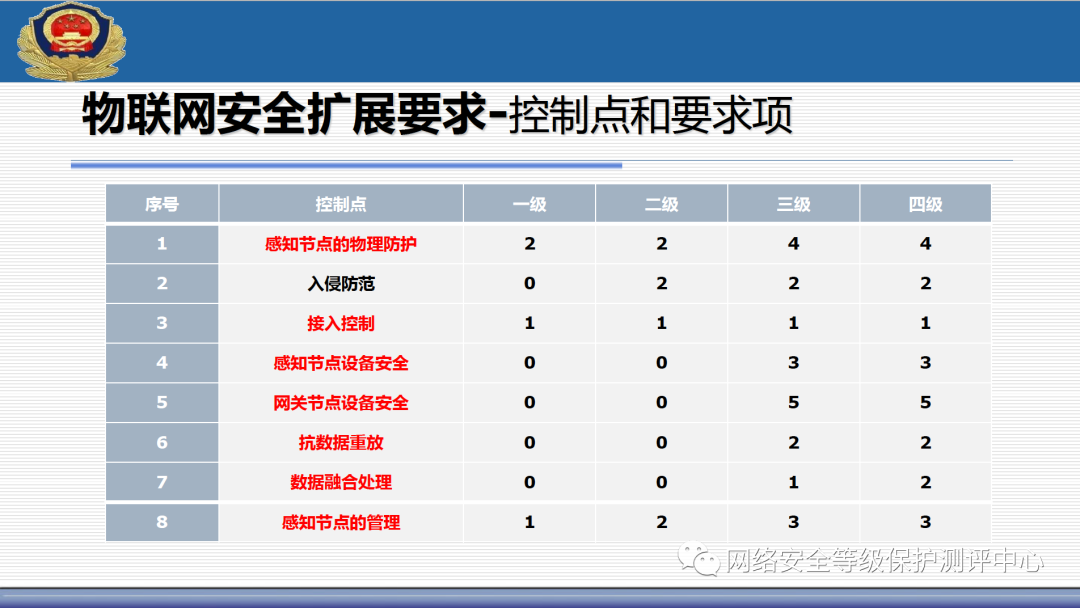 物联网安全扩展要求-控制点和要求项
序号 控制点 一级 二级 三级 四级
1 感知节点的物理防护 2 2 4 4
2 入侵防范 0 2 2 2
3 接入控制 1 1 1 1
4 感知节点设备安全 0 0 3 3
5 网关节点设备安全 0 0 5 5
6 抗数据重放 0 0 2 2
7 数据融合处理 0 0 1 2
8 感知节点的管理 1 2 3 3
网络安全等级保护测评中心